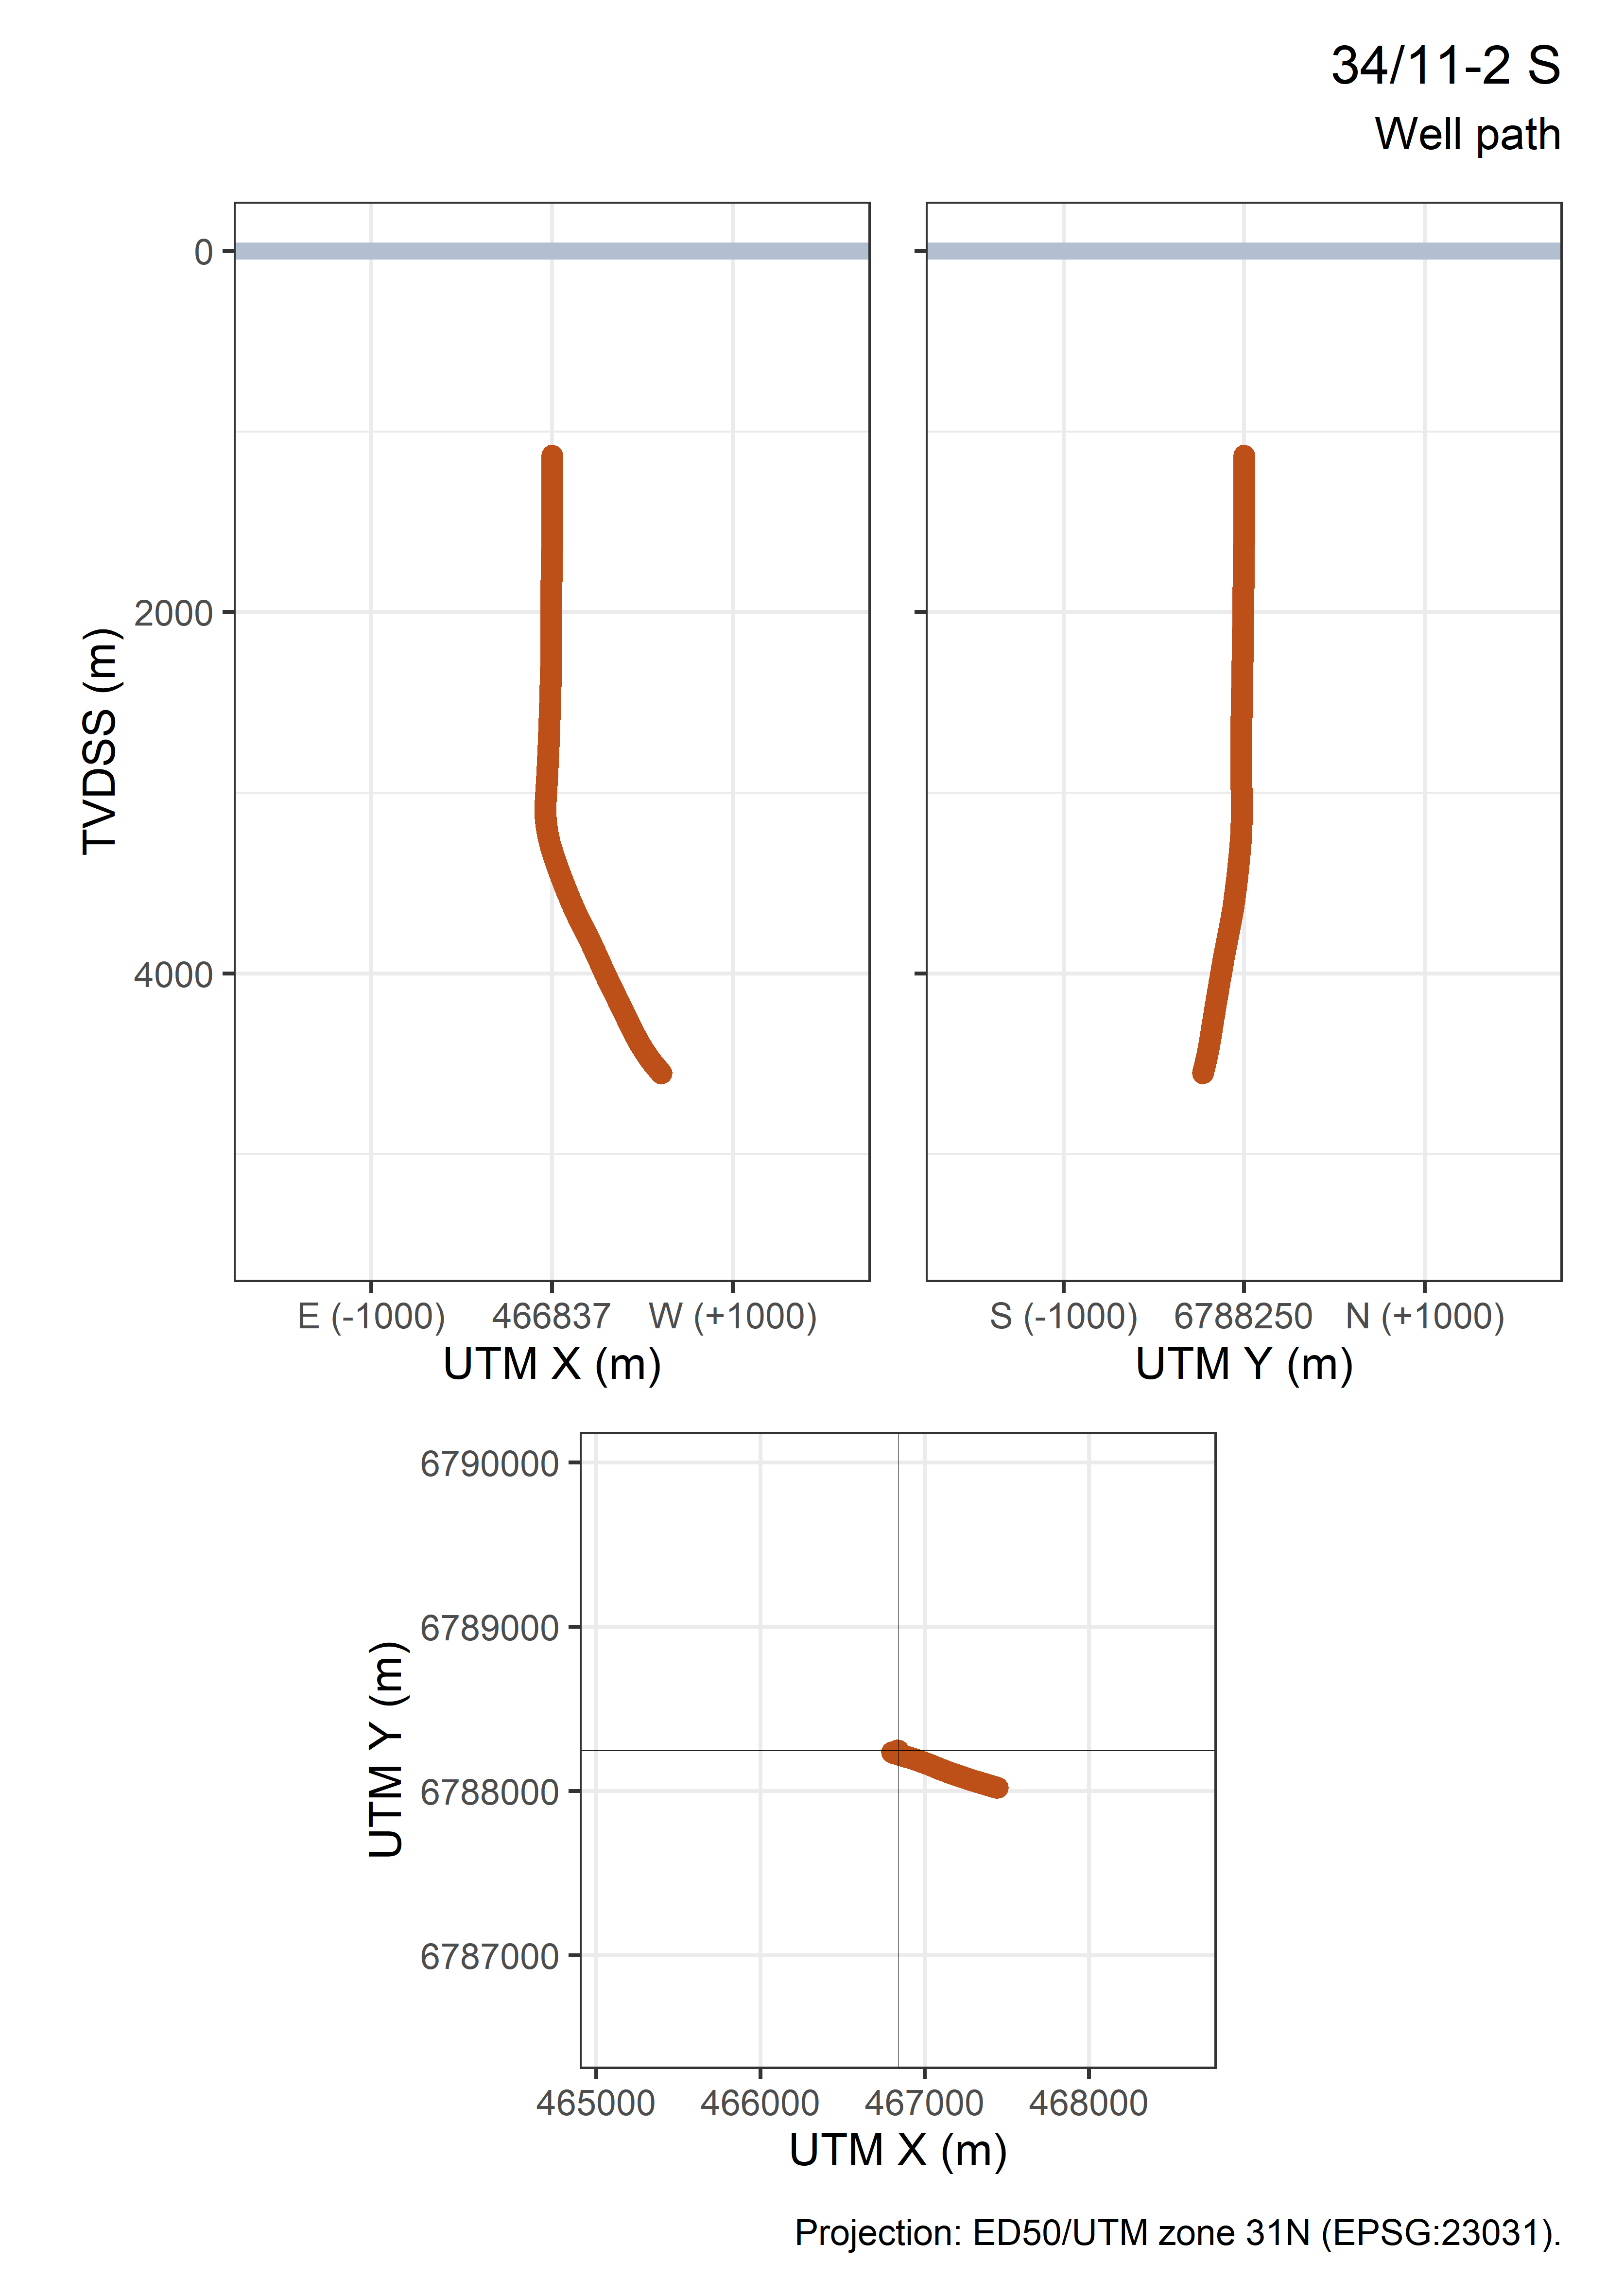 34/11-2 S
Well path
0
2000
4000
TVDSS (m)
E (-1000) 466837 W (+1000)
UTM X (m)
S (-1000) 6788250 N (+1000)
UTM Y (m)
6790000
6789000
6788000
6787000
UTM Y (m)
465000 466000 467000 468000
UTM X (m)
Projection: ED50/UTM zone 31N (EPSG:23031).